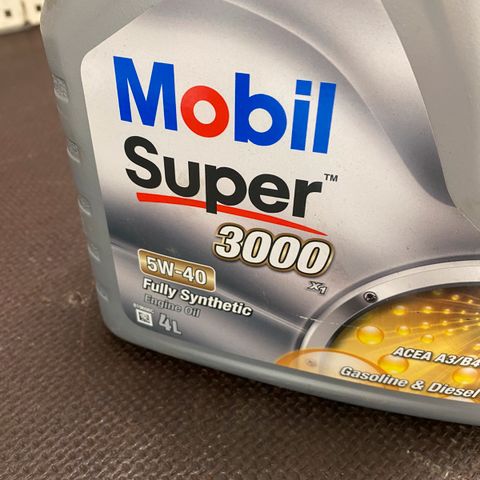 Mobil
Super™
3000
X1
5W-40
Fully Synthetic
Engine Oil
4L
ACEA A3/B4
Gasoline & Diesel